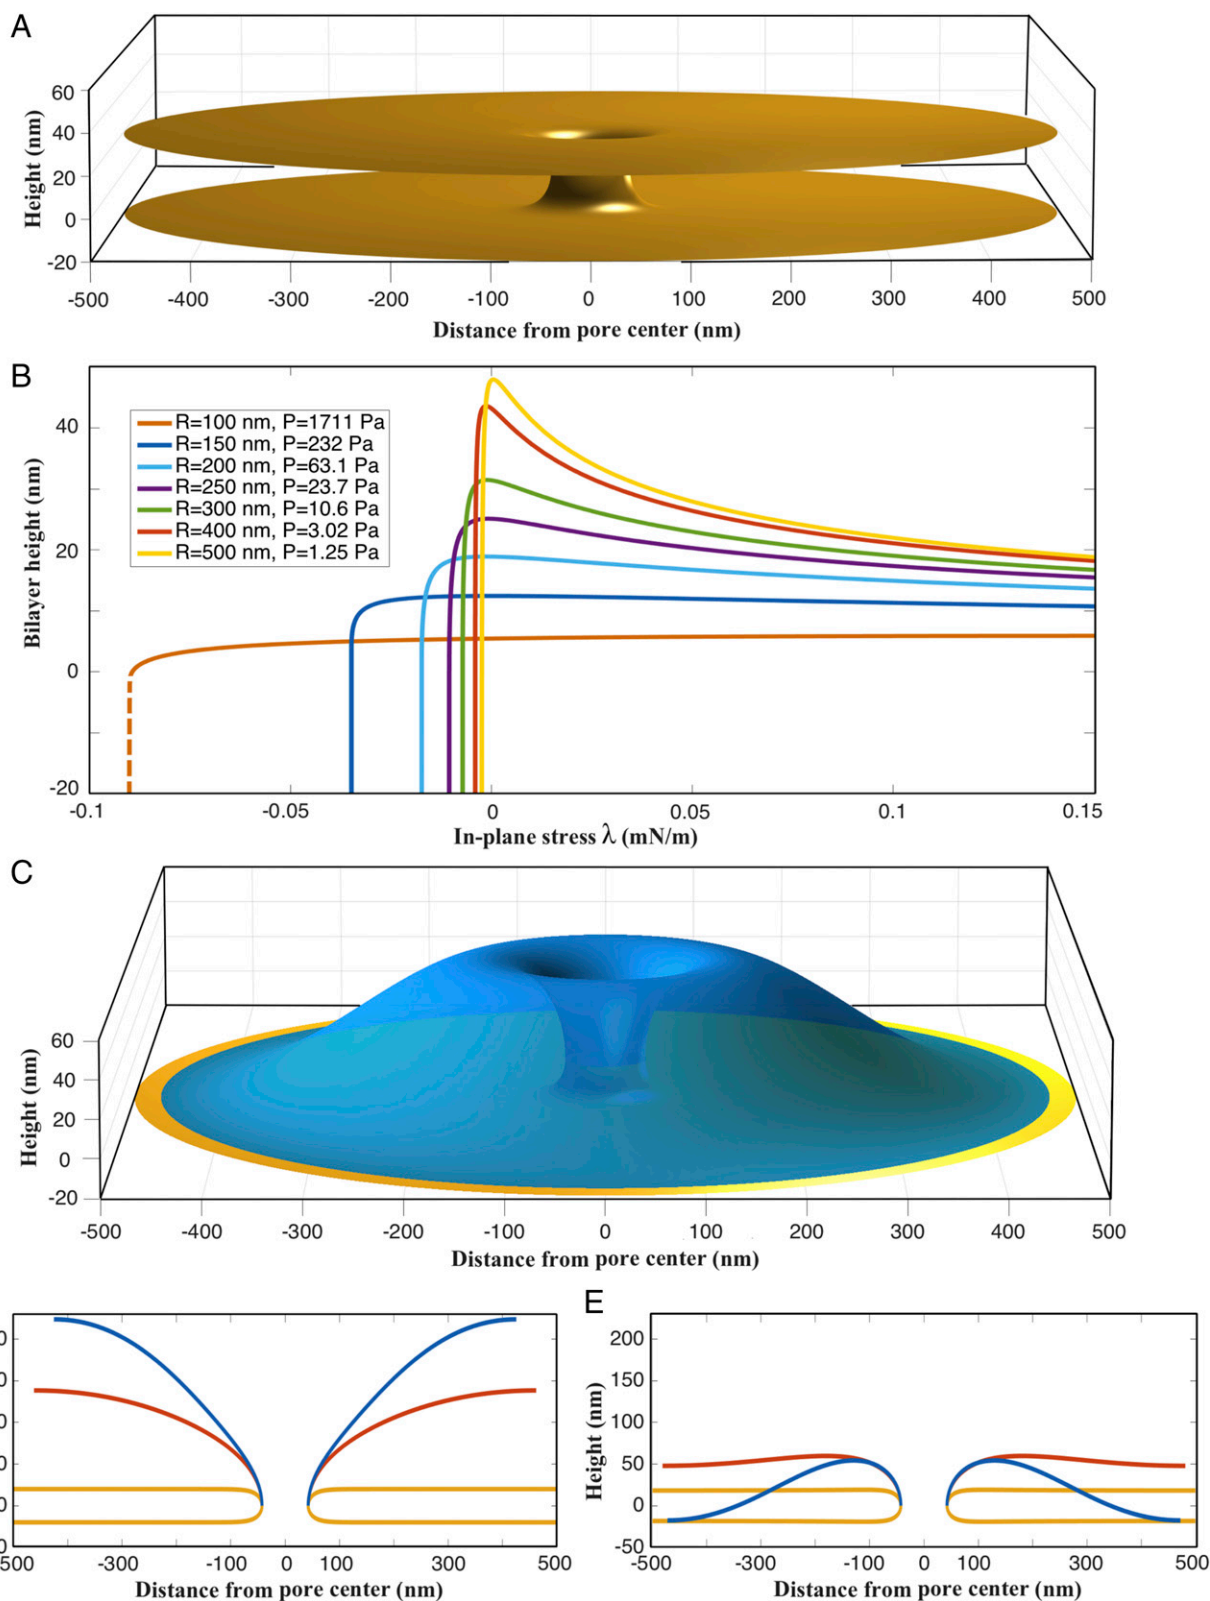 A
Height (nm)
60
40
20
0
-20
-500 -400 -300 -200 -100 0 100 200 300 400 500
Distance from pore center (nm)
B
Bilayer height (nm)
40
20
0
-20
R=100 nm, P=1711 Pa
R=150 nm, P=232 Pa
R=200 nm, P=63.1 Pa
R=250 nm, P=23.7 Pa
R=300 nm, P=10.6 Pa
R=400 nm, P=3.02 Pa
R=500 nm, P=1.25 Pa
-0.1 -0.05 0 0.05 0.1 0.15
In-plane stress λ (mN/m)
C
Height (nm)
60
40
20
0
-20
-500 -400 -300 -200 -100 0 100 200 300 400 500
Distance from pore center (nm)
0
0
0
0
0
0
500 -300 -100 0 100 300 500
Distance from pore center (nm)
E
Height (nm)
200
150
100
50
0
-50
-500 -300 -100 0 100 300 500
Distance from pore center (nm)